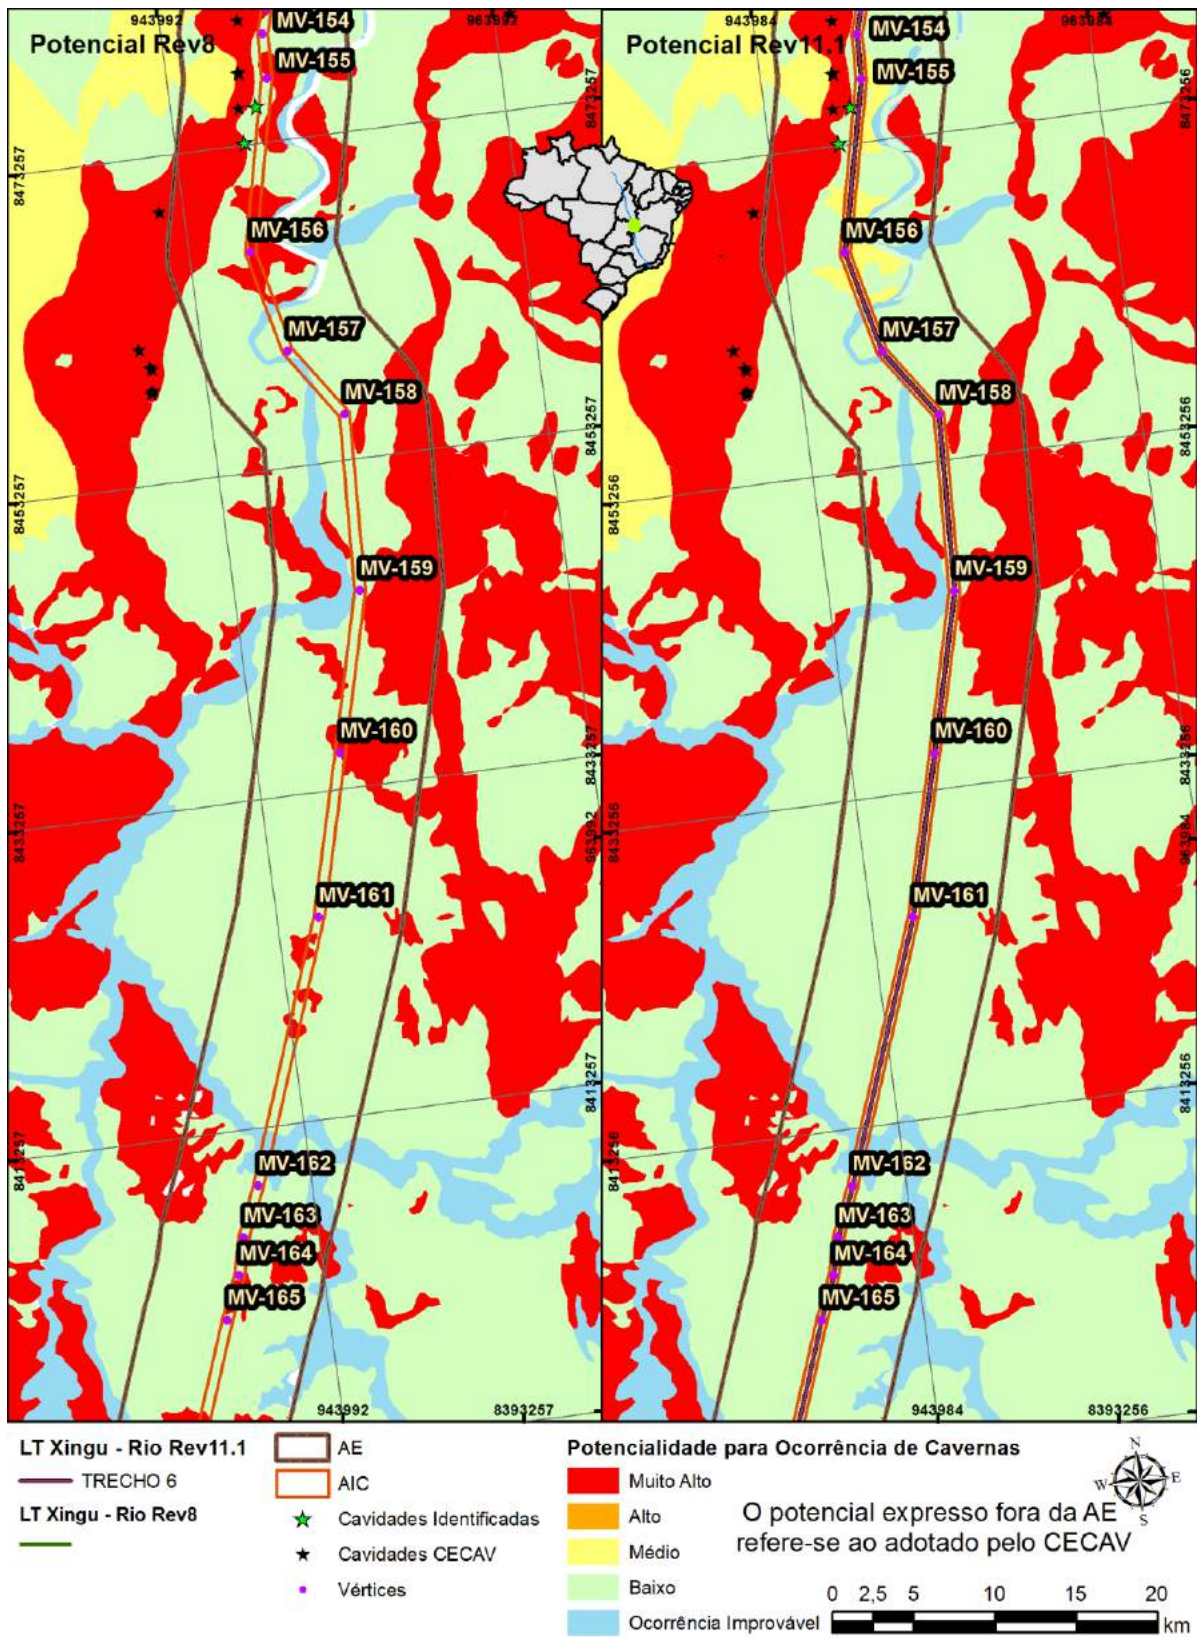 943992
963992
943984
963984
Potencial Rev8
Potencial Rev11.1
MV-154
MV-155
MV-156
MV-157
MV-158
MV-159
MV-160
MV-161
MV-162
MV-163
MV-164
MV-165
8473257
8453257
8433257
8413257
8473257
8453257
8433257
963992
8413257
943992
8393257
MV-154
MV-155
MV-156
MV-157
MV-158
MV-159
MV-160
MV-161
MV-162
MV-163
MV-164
MV-165
8453256
8433256
8413256
8473256
8453256
8433256
963984
8413256
943984
8393256
LT Xingu - Rio Rev11.1
TRECHO 6
LT Xingu - Rio Rev8
AE
AIC
Cavidades Identificadas
Cavidades CECAV
Vértices
Potencialidade para Ocorrência de Cavernas
Muito Alto
Alto
Médio
Baixo
Ocorrência Improvável
N
W
E
S
O potencial expresso fora da AE
refere-se ao adotado pelo CECAV
0 2,5 5 10 15 20
km